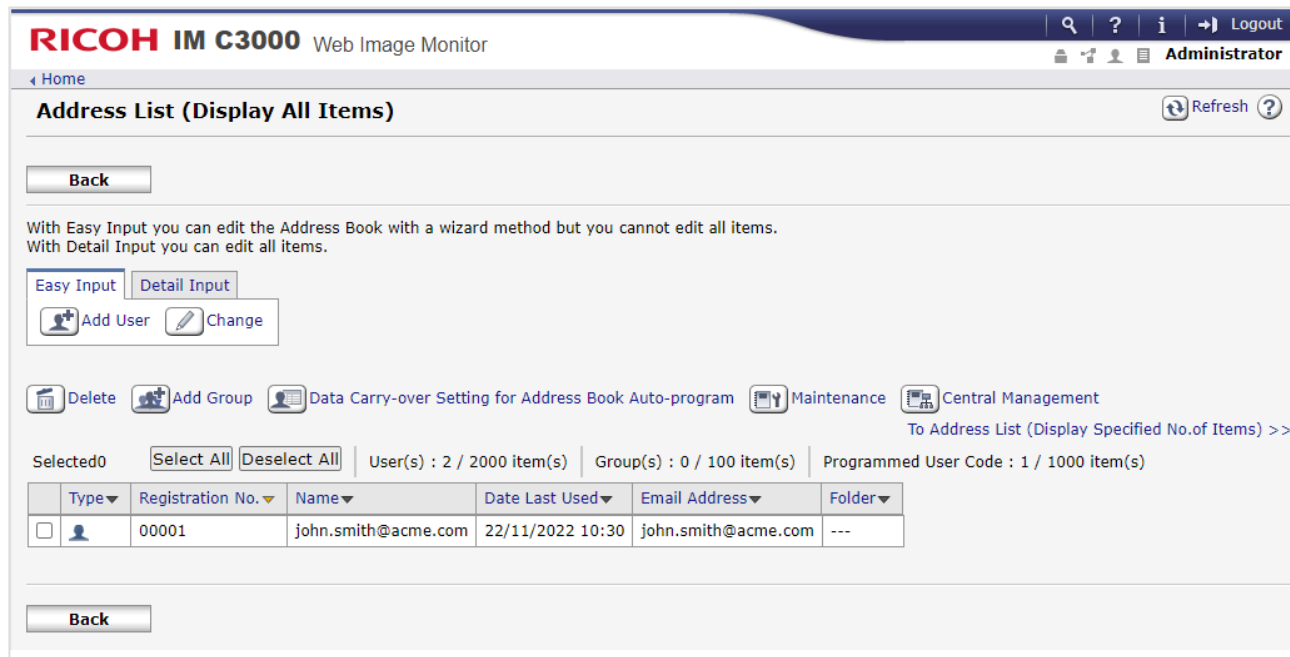 RICOH IM C3000 Web Image Monitor
? i Logout
Administrator
Home
Address List (Display All Items)
Refresh ?
Back
With Easy Input you can edit the Address Book with a wizard method but you cannot edit all items.
With Detail Input you can edit all items.
Easy Input Detail Input
Add User Change
Delete Add Group Data Carry-over Setting for Address Book Auto-program Maintenance Central Management
To Address List (Display Specified No.of Items) >>
Selected0 Select All Deselect All User(s) : 2 / 2000 item(s) Group(s) : 0 / 100 item(s) Programmed User Code : 1 / 1000 item(s)
Type Registration No. Name Date Last Used Email Address Folder
00001 john.smith@acme.com 22/11/2022 10:30 john.smith@acme.com ---
Back